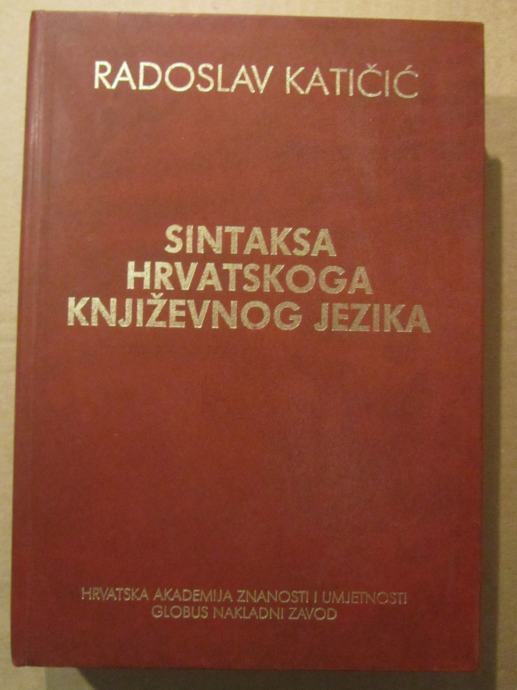 RADOSLAV KATIČIĆ
SINTAKSA
HRVATSKOGA
KNJIŽEVNOG JEZIKA
HRVATSKA AKADEMIJA ZNANOSTI I UMJETNOSTI
GLOBUS NAKLADNI ZAVOD